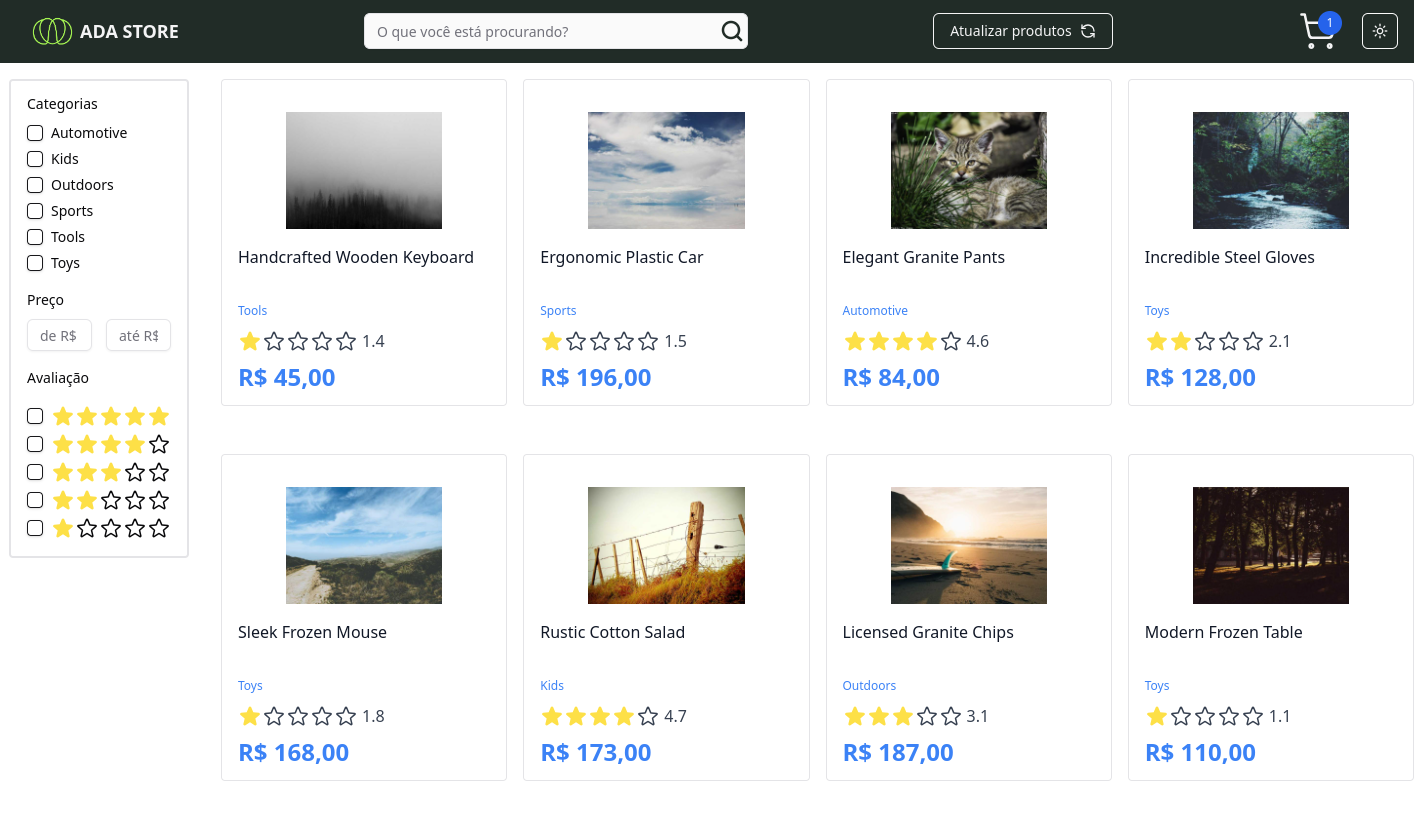 ADA STORE
O que você está procurando?
Atualizar produtos
1
Categorias
Automotive
Kids
Outdoors
Sports
Tools
Toys
Preço
de R$
até R$
Avaliação
Handcrafted Wooden Keyboard
Tools
1.4
R$ 45,00
Ergonomic Plastic Car
Sports
1.5
R$ 196,00
Elegant Granite Pants
Automotive
4.6
R$ 84,00
Incredible Steel Gloves
Toys
2.1
R$ 128,00
Sleek Frozen Mouse
Toys
1.8
R$ 168,00
Rustic Cotton Salad
Kids
4.7
R$ 173,00
Licensed Granite Chips
Outdoors
3.1
R$ 187,00
Modern Frozen Table
Toys
1.1
R$ 110,00